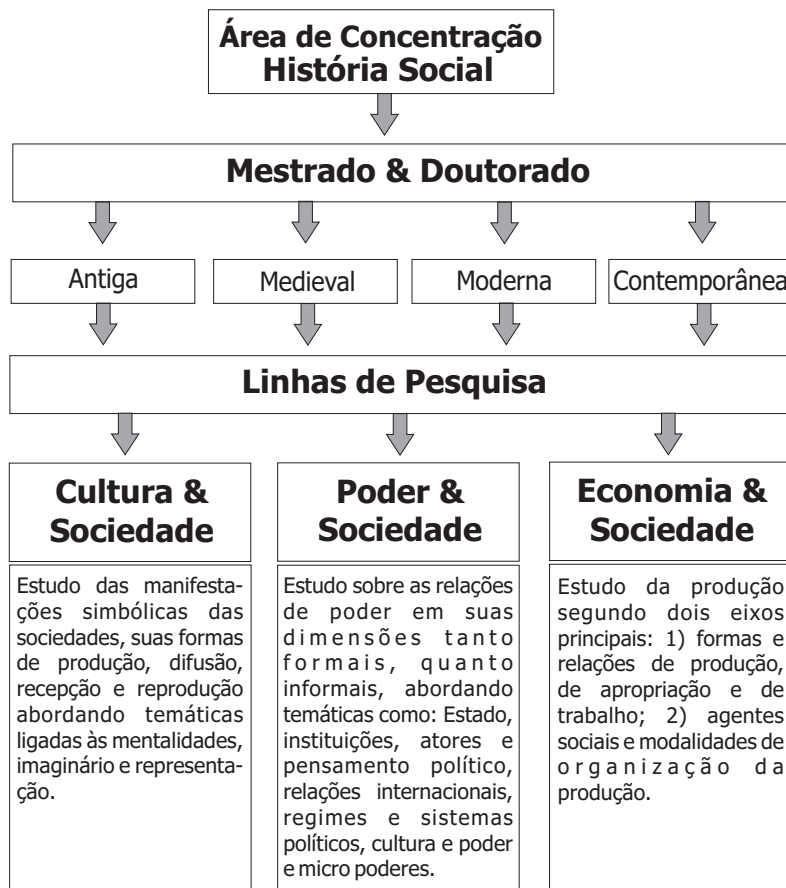 Área de Concentração
História Social
Mestrado & Doutorado
Antiga
Medieval
Moderna
Contemporânea
Linhas de Pesquisa
Cultura &
Sociedade
Estudo das manifesta-
ções simbólicas das
sociedades, suas formas
de produção, difusão,
recepção e reprodução
abordando temáticas
ligadas às mentalidades,
imaginário e representa-
ção.
Poder &
Sociedade
Estudo sobre as relações
de poder em suas
dimensões tanto
formais, quanto
informais, abordando
temáticas como: Estado,
instituições, atores e
pensamento político,
relações internacionais,
regimes e sistemas
políticos, cultura e poder
e micro poderes.
Economia &
Sociedade
Estudo da produção
segundo dois eixos
principais: 1) formas e
relações de produção,
de apropriação e de
trabalho; 2) agentes
sociais e modalidades de
organização da
produção.